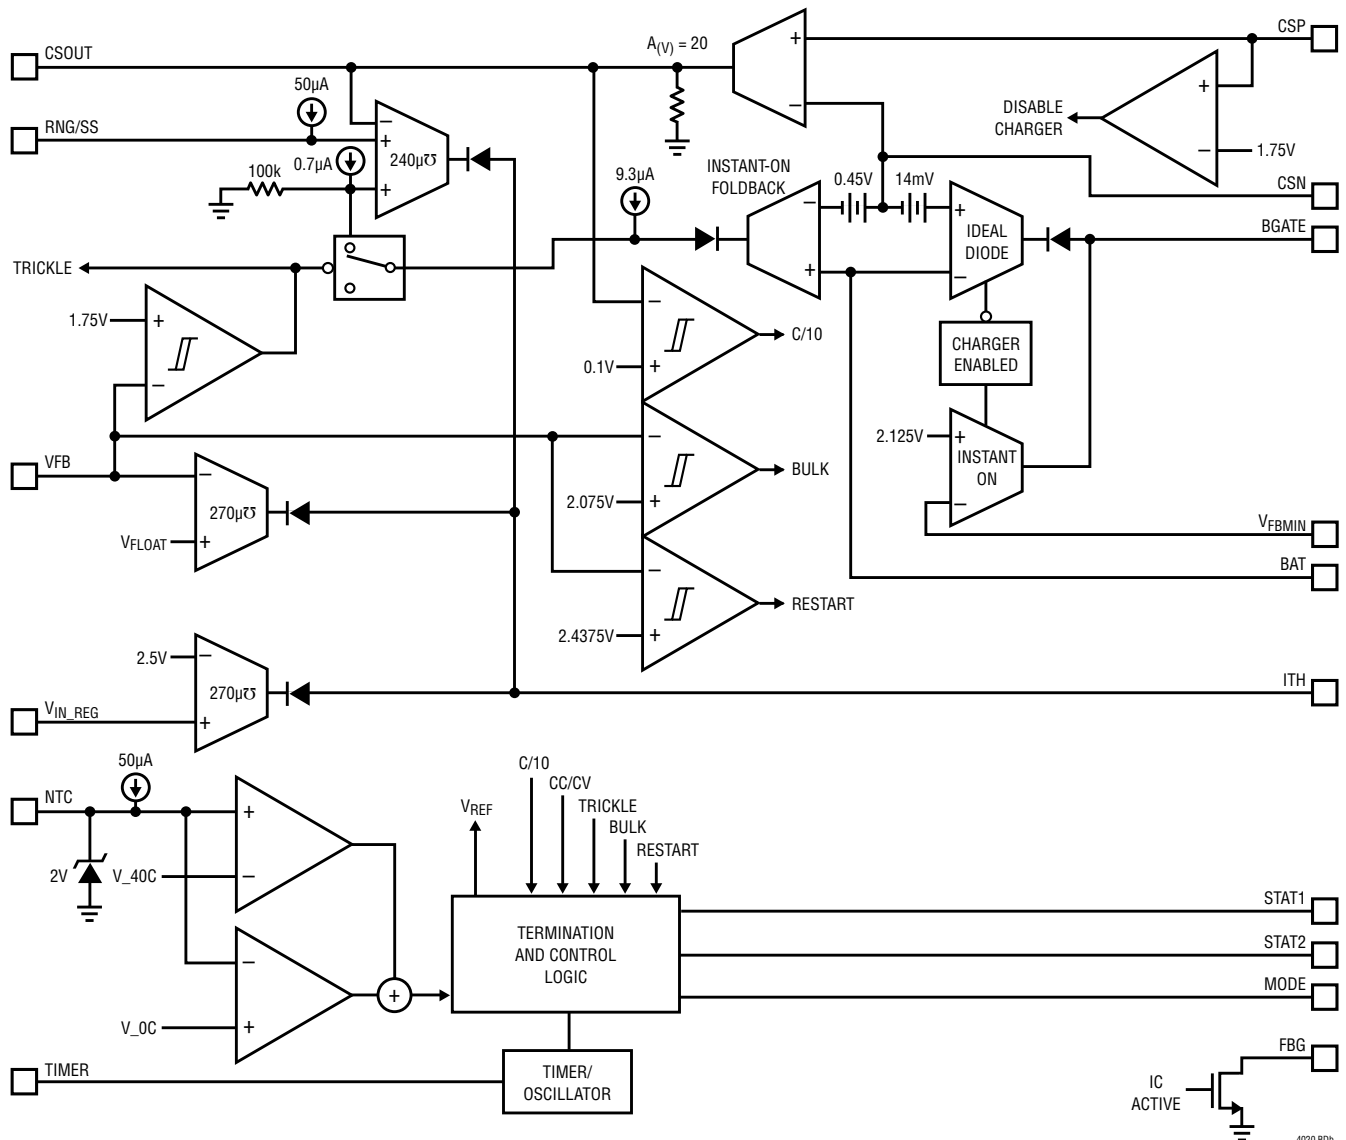 CSOUT
A(V) = 20
CSP
+
−
50µA
RNG/SS
−
+
+
240µ℧
0.7µA
100k
DISABLE
CHARGER
+
−
1.75V
CSN
INSTANT-ON
FOLDBACK
0.45V
14mV
−
+
+
−
IDEAL
DIODE
BGATE
9.3µA
TRICKLE
1.75V
+
−
−
0.1V
+
C/10
CHARGER
ENABLED
2.125V
+
−
INSTANT
ON
VFB
−
+
270µ℧
VFLOAT
−
2.075V
+
BULK
VFBMIN
BAT
−
2.4375V
+
RESTART
2.5V
−
+
270µ℧
VIN_REG
ITH
50µA
NTC
2V
V_40C
+
−
−
+
V_0C
+
VREF
C/10
CC/CV
TRICKLE
BULK
RESTART
TERMINATION
AND CONTROL
LOGIC
STAT1
STAT2
MODE
TIMER
TIMER/
OSCILLATOR
FBG
IC
ACTIVE
4020 BDb